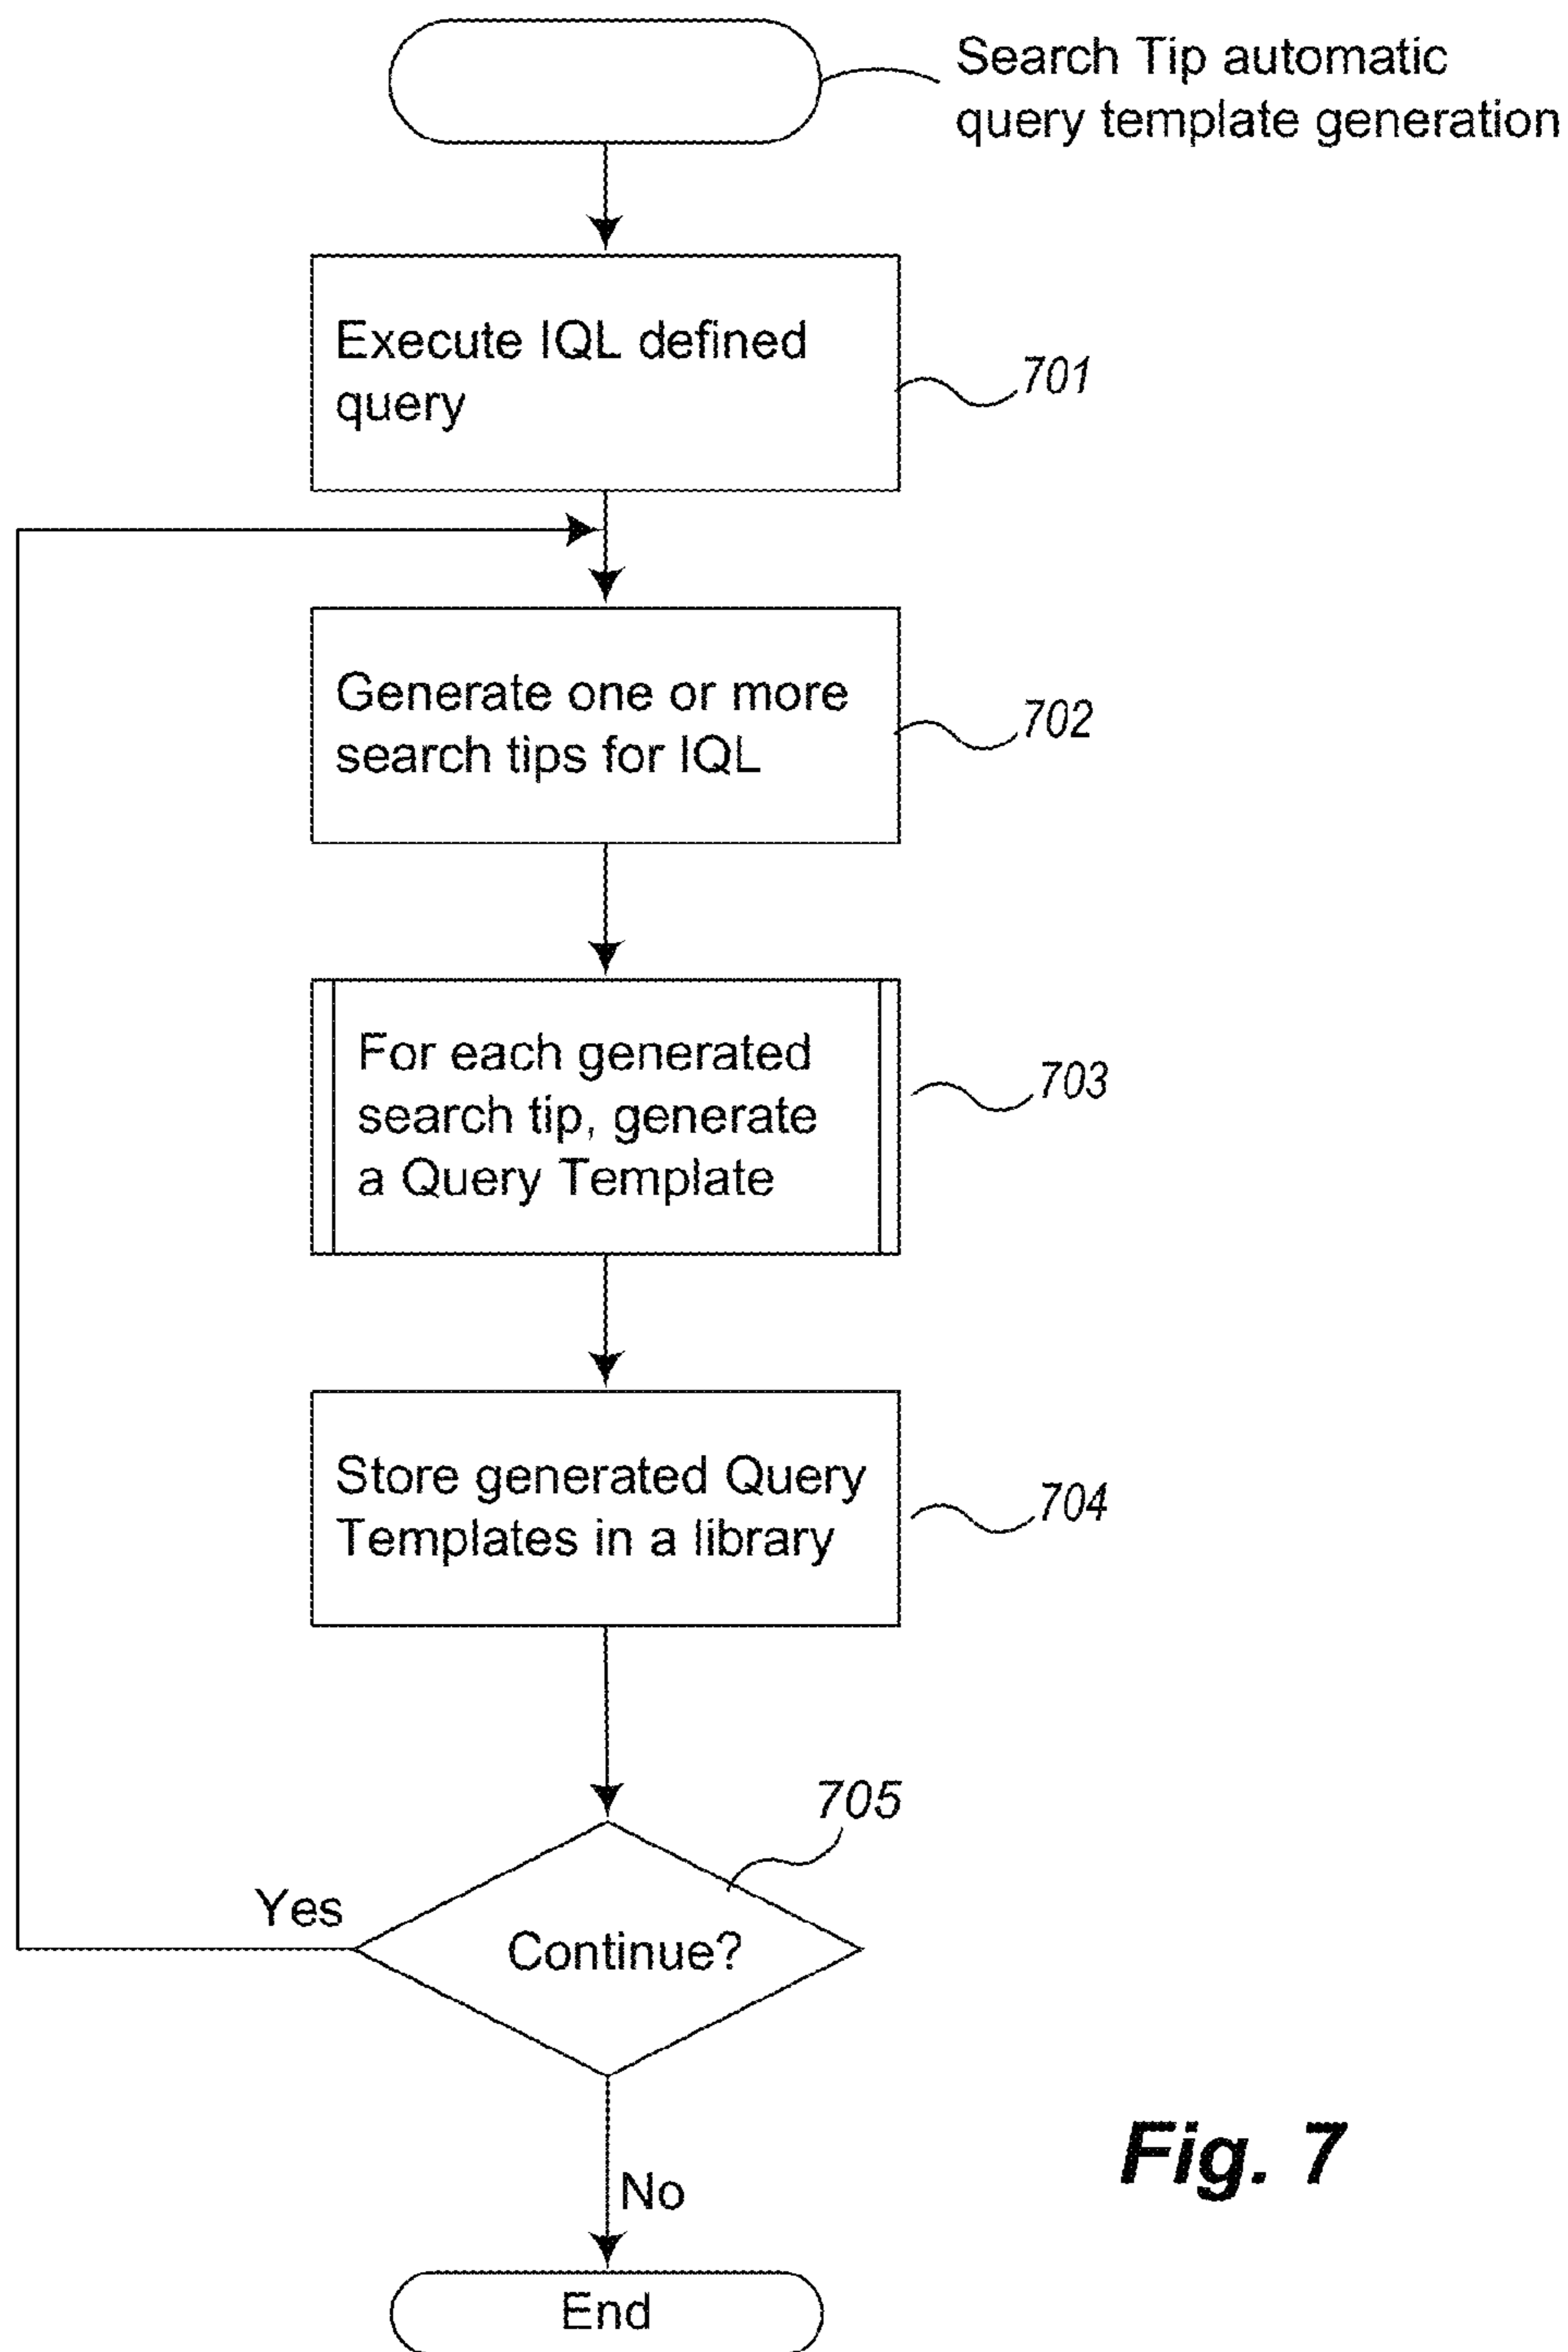 Search Tip automatic
query template generation
Execute IQL defined
query
701
Generate one or more
search tips for IQL
702
For each generated
search tip, generate
a Query Template
703
Store generated Query
Templates in a library
704
705
Yes
Continue?
No
Fig. 7
End